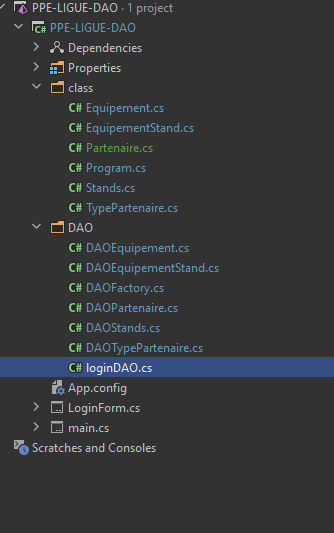 PPE-LIGUE-DAO · 1 project
C# PPE-LIGUE-DAO
Dependencies
Properties
class
C# Equipement.cs
C# EquipementStand.cs
C# Partenaire.cs
C# Program.cs
C# Stands.cs
C# TypePartenaire.cs
DAO
C# DAOEquipement.cs
C# DAOEquipementStand.cs
C# DAOFactory.cs
C# DAOPartenaire.cs
C# DAOStands.cs
C# DAOTypePartenaire.cs
C# loginDAO.cs
App.config
LoginForm.cs
main.cs
Scratches and Consoles